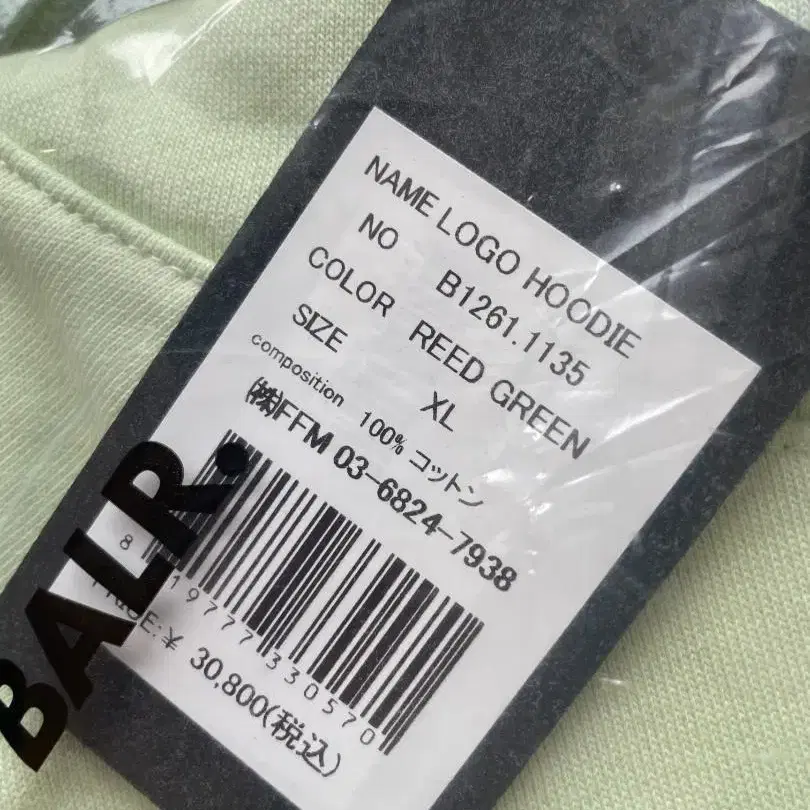 NAME LOGO HOODIE
NO B1261.1135
COLOR REED GREEN
SIZE XL
composition 100% コットン
㈱FFM 03-6824-7938
8 19777 330570
PRICE:¥ 30,800(税込)
BALR.